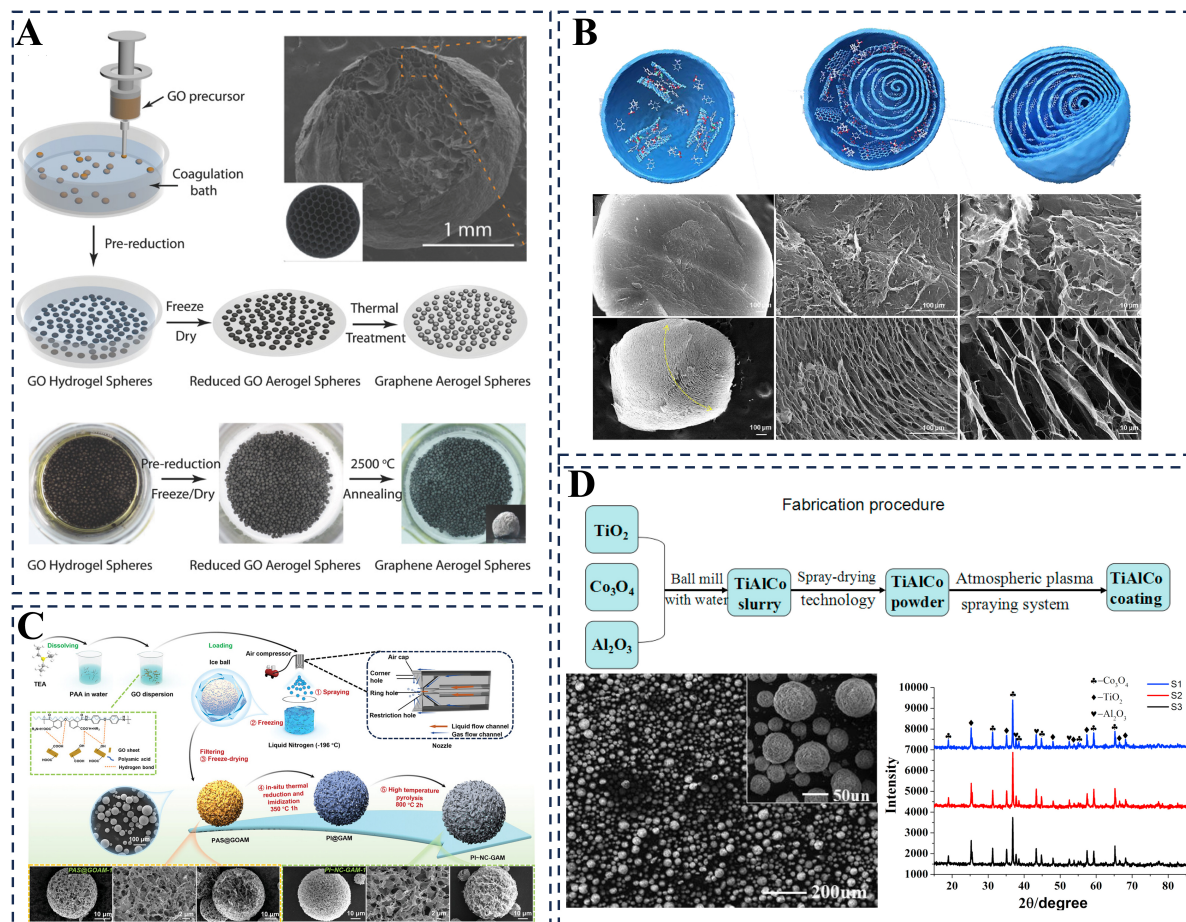 A
GO precursor
Coagulation
bath
Pre-reduction
1 mm
Freeze
Dry
Thermal
Treatment
GO Hydrogel Spheres
Reduced GO Aerogel Spheres
Graphene Aerogel Spheres
Pre-reduction
Freeze/Dry
2500 °C
Annealing
GO Hydrogel Spheres
Reduced GO Aerogel Spheres
Graphene Aerogel Spheres
B
100 µm
100 µm
10 µm
100 µm
100 µm
10 µm
C
Dissolving
TEA
PAA in water
GO dispersion
Loading
Ice ball
Air compressor
① Spraying
② Freezing
Liquid Nitrogen (-196 °C)
Air cap
Corner
hole
Ring hole
Restriction hole
Liquid flow channel
Gas flow channel
Nozzle
GO sheet
Polyamic acid
Hydrogen bond
Filtering
③ Freeze-drying
④ In-situ thermal
reduction and
imidization
350 °C 1h
⑤ High temperature
pyrolysis
800 °C 2h
100 µm
PAS@GOAM
PI@GAM
PI-NC-GAM
PAS@GOAM-1
10 µm
2 µm
10 µm
PI-NC-GAM-1
10 µm
2 µm
10 µm
D
Fabrication procedure
TiO2
Co3O4
Al2O3
Ball mill
with water
TiAlCo
slurry
Spray-drying
technology
TiAlCo
powder
Atmospheric plasma
spraying system
TiAlCo
coating
50un
200um
♣–Co3O4
♦–TiO2
♥–Al2O3
S1
S2
S3
Intensity
10000
9000
8000
7000
6000
5000
4000
3000
2000
1000
20 30 40 50 60 70 80
2θ/degree